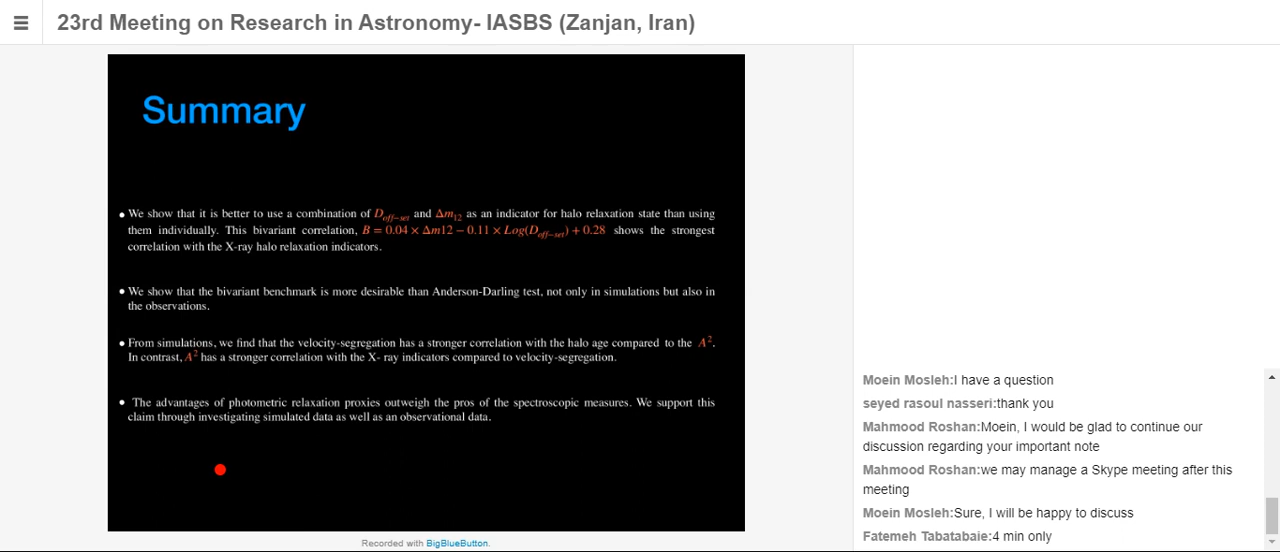 23rd Meeting on Research in Astronomy- IASBS (Zanjan, Iran)
Summary
• We show that it is better to use a combination of D_off-set and Δm_12 as an indicator for halo relaxation state than using
them individually. This bivariant correlation, B = 0.04 × Δm12 − 0.11 × Log(D_off-set) + 0.28 shows the strongest
correlation with the X-ray halo relaxation indicators.
• We show that the bivariant benchmark is more desirable than Anderson-Darling test, not only in simulations but also in
the observations.
• From simulations, we find that the velocity-segregation has a stronger correlation with the halo age compared to the A².
In contrast, A² has a stronger correlation with the X- ray indicators compared to velocity-segregation.
• The advantages of photometric relaxation proxies outweigh the pros of the spectroscopic measures. We support this
claim through investigating simulated data as well as an observational data.
Recorded with BigBlueButton.
Moein Mosleh:I have a question
seyed rasoul nasseri:thank you
Mahmood Roshan:Moein, I would be glad to continue our
discussion regarding your important note
Mahmood Roshan:we may manage a Skype meeting after this
meeting
Moein Mosleh:Sure, I will be happy to discuss
Fatemeh Tabatabaie:4 min only